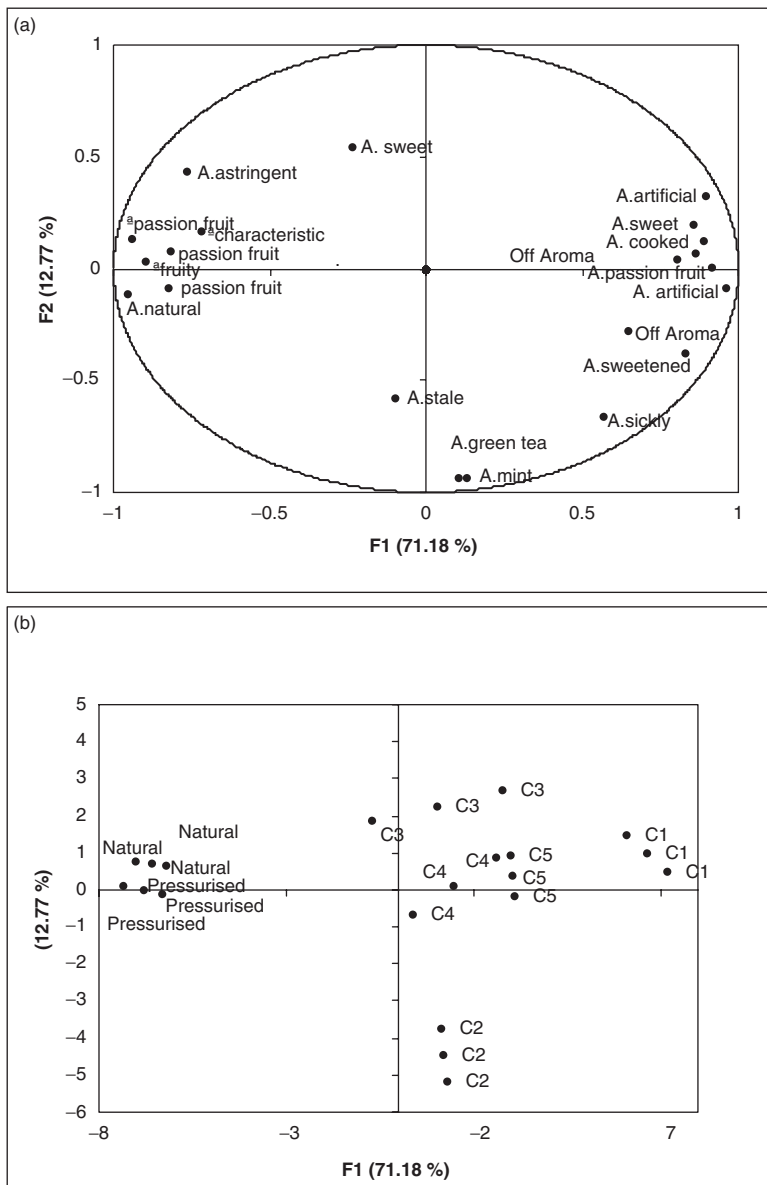 (a)
1
0.5
0
−0.5
−1
F2 (12.77 %)
A. sweet
A.astringent
ªpassion fruit
ªcharacteristic
passion fruit
ªfruity
passion fruit
A.natural
A.artificial
A.sweet
A. cooked
Off Aroma
A.passion fruit
A. artificial
Off Aroma
A.sweetened
A.stale
A.sickly
A.green tea
A.mint
−1
−0.5
0
0.5
1
F1 (71.18 %)
(b)
5
4
3
2
1
0
−1
−2
−3
−4
−5
−6
(12.77 %)
C3
C3
C3
C1
C1
C1
Natural
Natural
Natural
Pressurised
Pressurised
Pressurised
C4
C5
C4
C5
C5
C4
C2
C2
C2
−8
−3
−2
7
F1 (71.18 %)